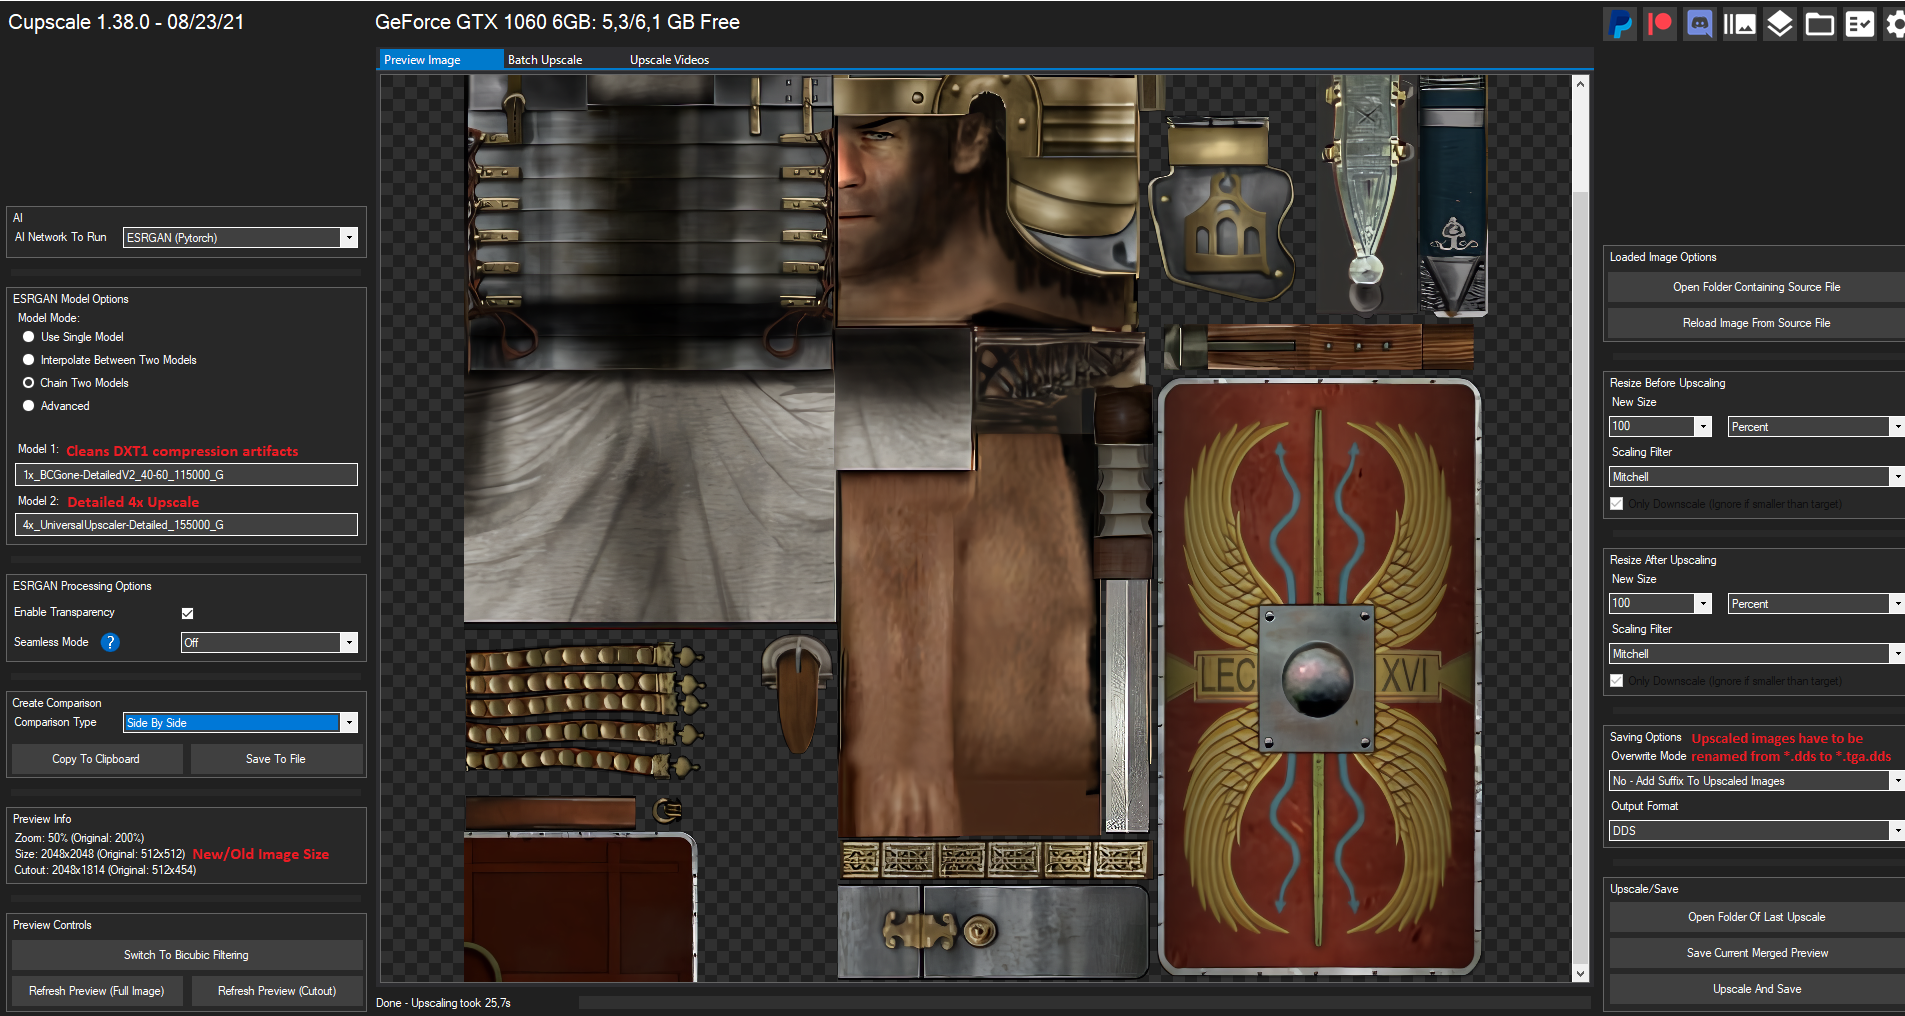 Cupscale 1.38.0 - 08/23/21
GeForce GTX 1060 6GB: 5,3/6,1 GB Free
Preview Image
Batch Upscale
Upscale Videos
AI
AI Network To Run
ESRGAN (Pytorch)
ESRGAN Model Options
Model Mode:
Use Single Model
Interpolate Between Two Models
Chain Two Models
Advanced
Model 1: Cleans DXT1 compression artifacts
1x_BCGone-DetailedV2_40-60_115000_G
Model 2: Detailed 4x Upscale
4x_UniversalUpscaler-Detailed_155000_G
ESRGAN Processing Options
Enable Transparency
Seamless Mode ?
Off
Create Comparison
Comparison Type
Side By Side
Copy To Clipboard
Save To File
Preview Info
Zoom: 50% (Original: 200%)
Size: 2048x2048 (Original: 512x512) New/Old Image Size
Cutout: 2048x1814 (Original: 512x454)
Preview Controls
Switch To Bicubic Filtering
Refresh Preview (Full Image)
Refresh Preview (Cutout)
LEC
XVI
Done - Upscaling took 25,7s
Loaded Image Options
Open Folder Containing Source File
Reload Image From Source File
Resize Before Upscaling
New Size
100
Percent
Scaling Filter
Mitchell
Only Downscale (Ignore if smaller than target)
Resize After Upscaling
New Size
100
Percent
Scaling Filter
Mitchell
Only Downscale (Ignore if smaller than target)
Saving Options Upscaled images have to be
Overwrite Mode renamed from *.dds to *.tga.dds
No - Add Suffix To Upscaled Images
Output Format
DDS
Upscale/Save
Open Folder Of Last Upscale
Save Current Merged Preview
Upscale And Save